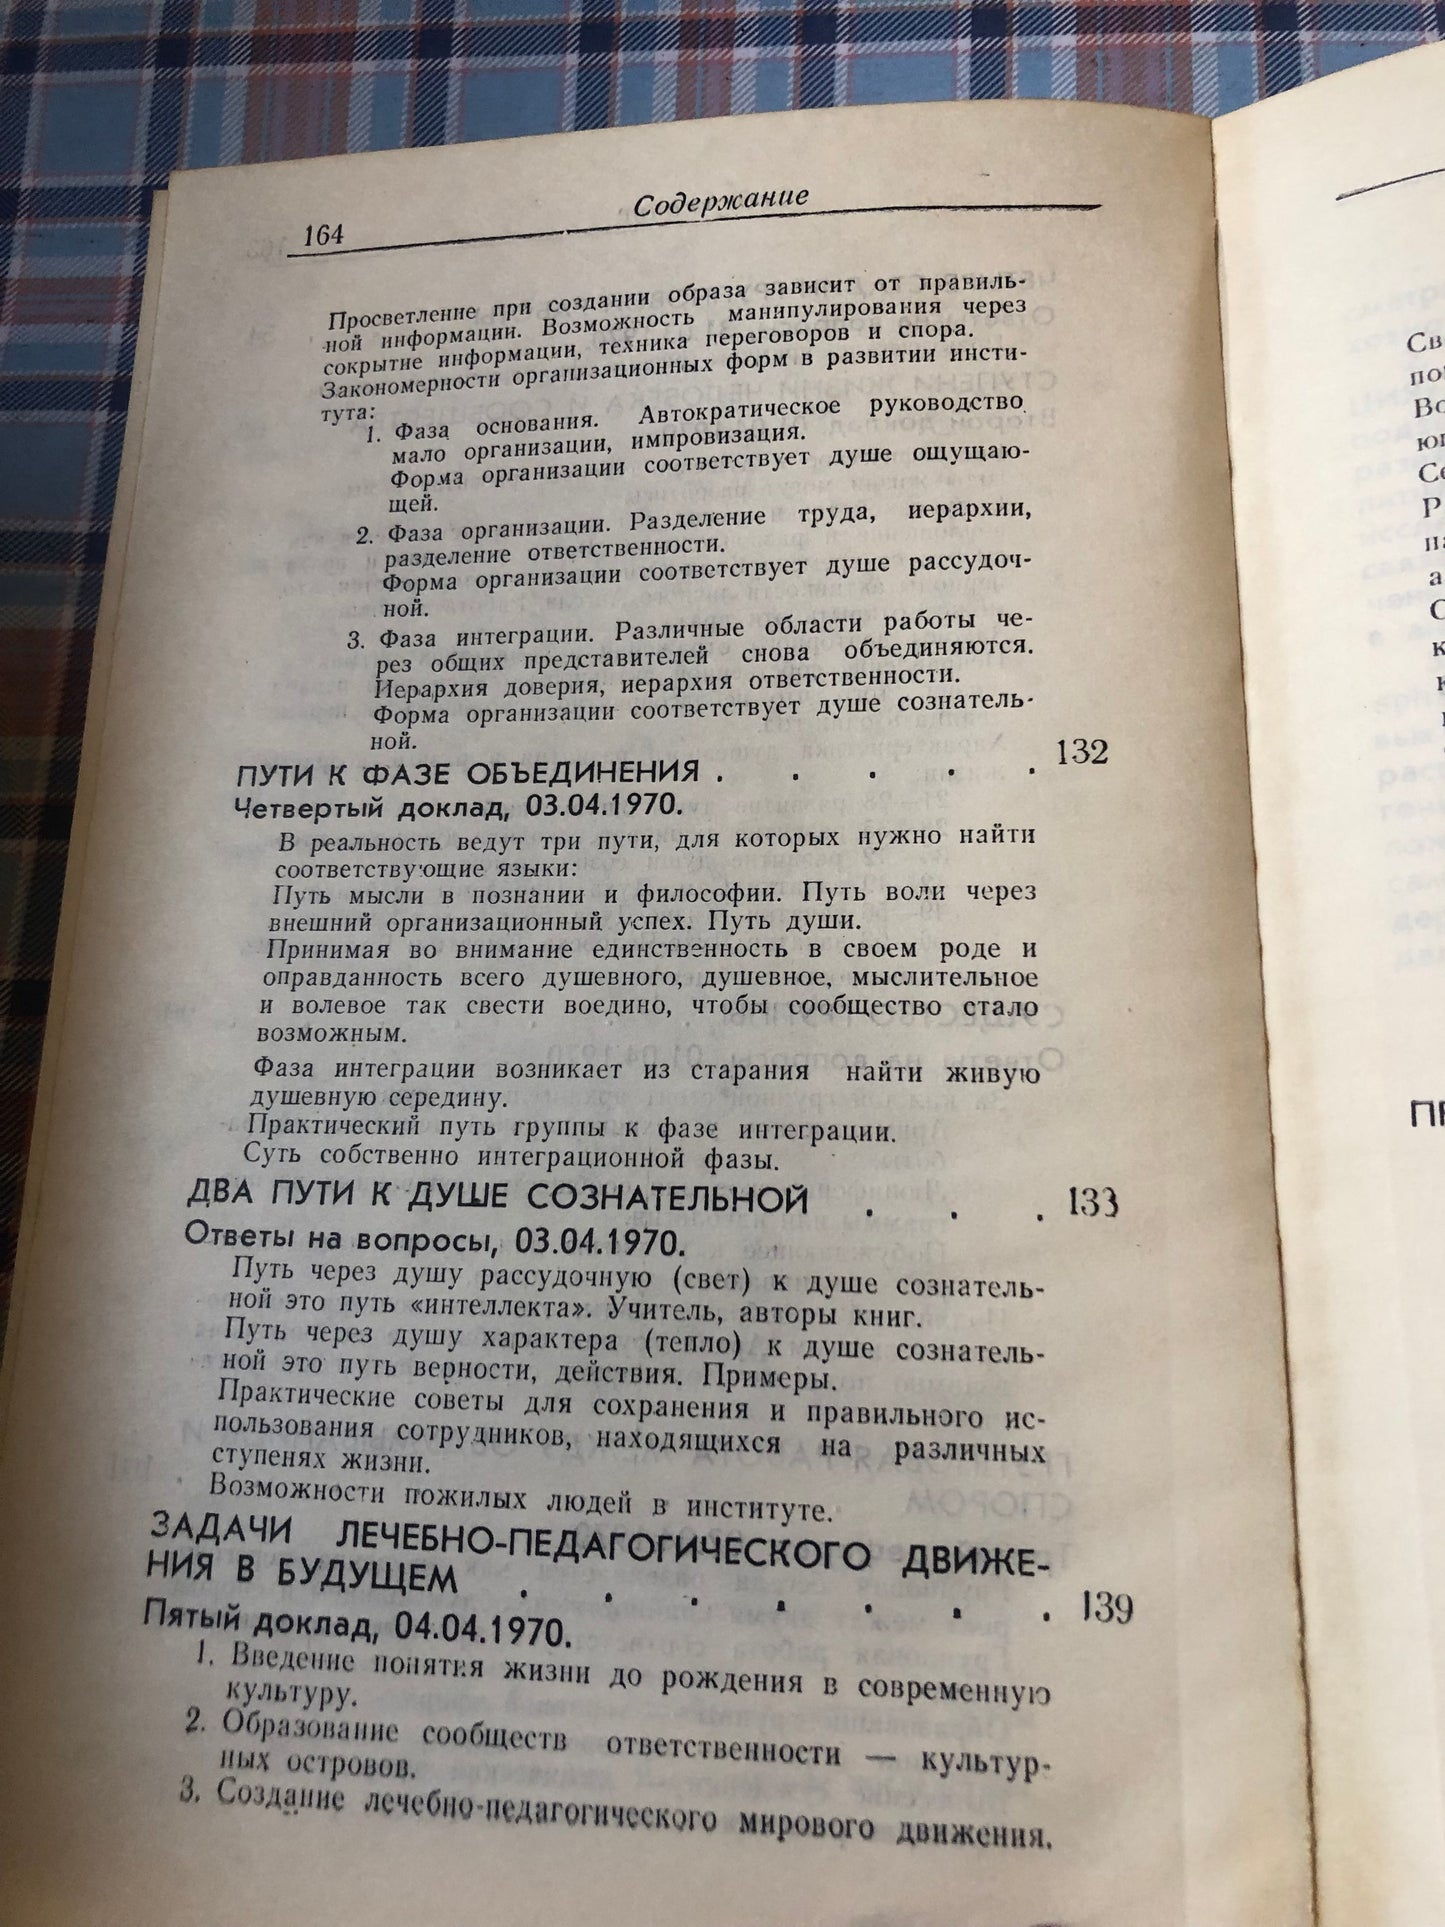 164
Содержание
Просветление при создании образа зависит от правиль-
ной информации. Возможность манипулирования через
сокрытие информации, техника переговоров и спора.
Закономерности организационных форм в развитии инсти-
тута:
1. Фаза основания. Автократическое руководство
мало организации, импровизация.
Форма организации соответствует душе ощущаю-
щей.
2. Фаза организации. Разделение труда, иерархии,
разделение ответственности.
Форма организации соответствует душе рассудоч-
ной.
3. Фаза интеграции. Различные области работы че-
рез общих представителей снова объединяются.
Иерархия доверия, иерархия ответственности.
Форма организации соответствует душе сознатель-
ной.
ПУТИ К ФАЗЕ ОБЪЕДИНЕНИЯ . . . . . 132
Четвертый доклад, 03.04.1970.
В реальность ведут три пути, для которых нужно найти
соответствующие языки:
Путь мысли в познании и философии. Путь воли через
внешний организационный успех. Путь души.
Принимая во внимание единственность в своем роде и
оправданность всего душевного, душевное, мыслительное
и волевое так свести воедино, чтобы сообщество стало
возможным.
Фаза интеграции возникает из старания найти живую
душевную середину.
Практический путь группы к фазе интеграции.
Суть собственно интеграционной фазы.
ДВА ПУТИ К ДУШЕ СОЗНАТЕЛЬНОЙ . . . 133
Ответы на вопросы, 03.04.1970.
Путь через душу рассудочную (свет) к душе сознатель-
ной это путь «интеллекта». Учитель, авторы книг.
Путь через душу характера (тепло) к душе сознатель-
ной это путь верности, действия. Примеры.
Практические советы для сохранения и правильного ис-
пользования сотрудников, находящихся на различных
ступенях жизни.
Возможности пожилых людей в институте.
ЗАДАЧИ ЛЕЧЕБНО-ПЕДАГОГИЧЕСКОГО ДВИЖЕ-
НИЯ В БУДУЩЕМ . . . . . . . 139
Пятый доклад, 04.04.1970.
1. Введение понятия жизни до рождения в современную
культуру.
2. Образование сообществ ответственности — культур-
ных островов.
3. Создание лечебно-педагогического мирового движения.